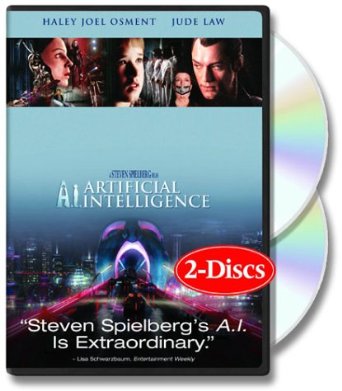 HALEY JOEL OSMENT JUDE LAW
A STEVEN SPIELBERG FILM
A.I. ARTIFICIAL
INTELLIGENCE
2-Discs
"Steven Spielberg's A.I.
Is Extraordinary."
– Lisa Schwarzbaum, Entertainment Weekly